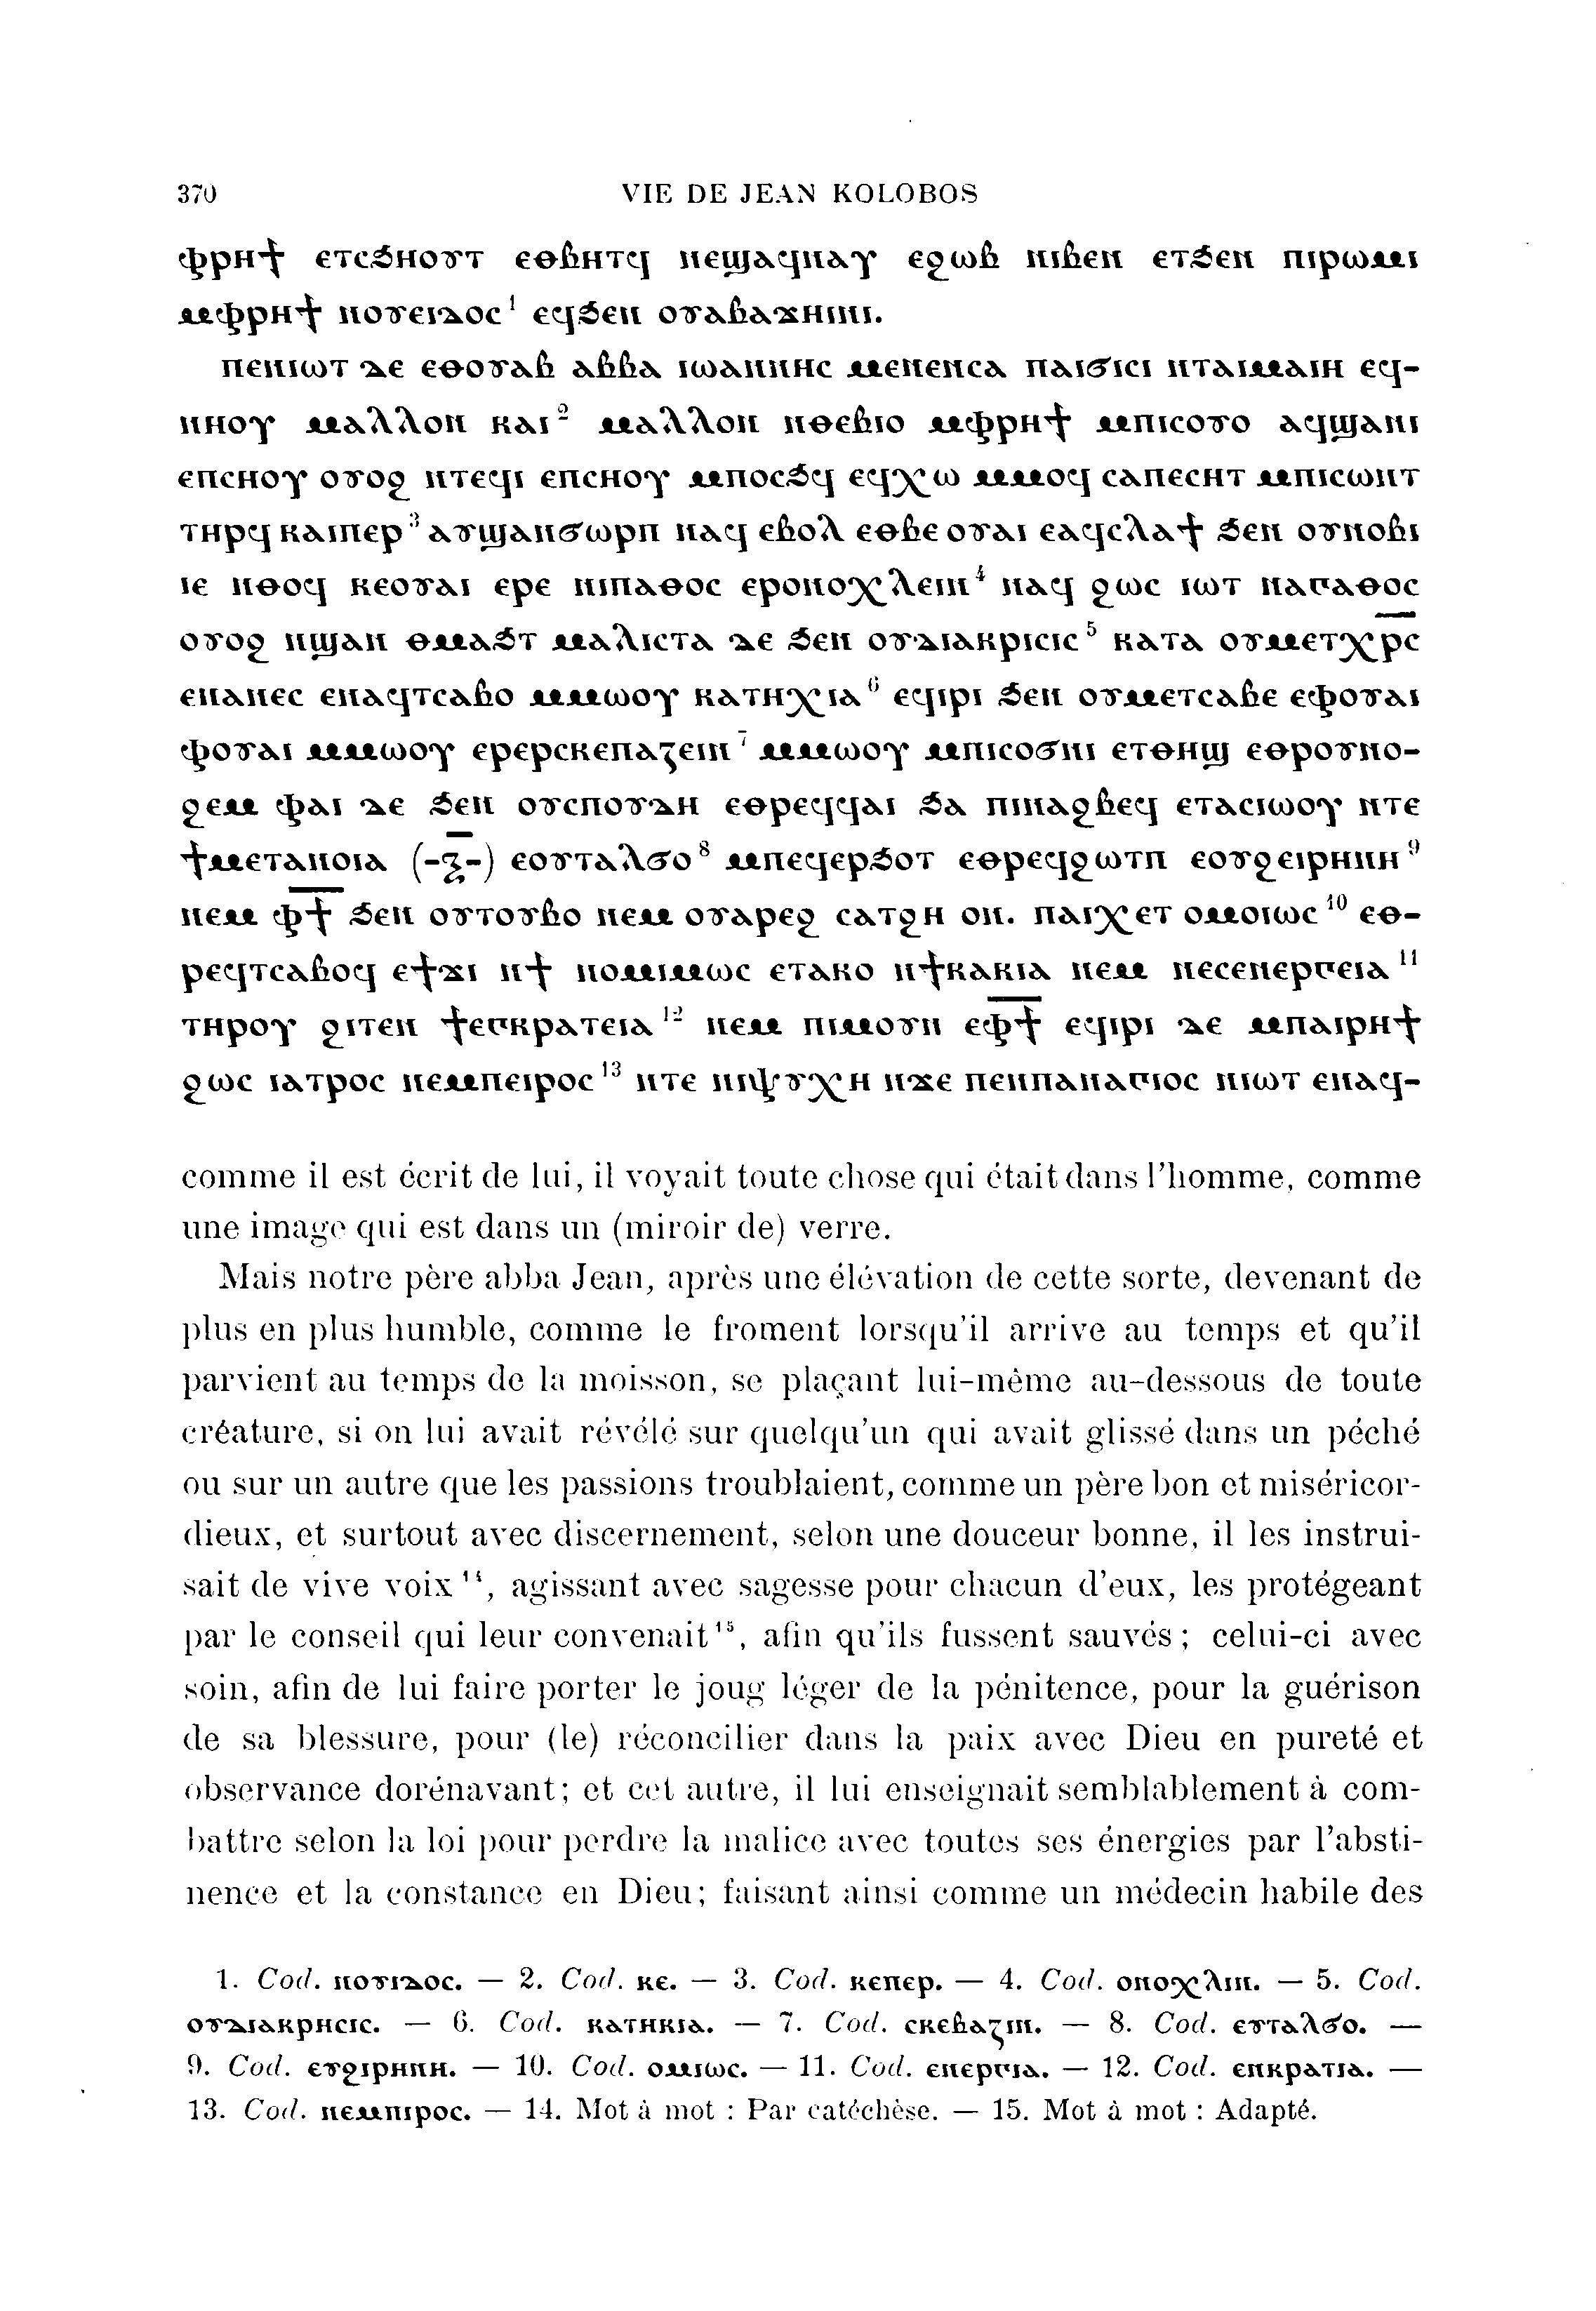 370 VIE DE JEAN KOLOBOS
ⲫⲣⲏϯ ⲉⲧⲥϧⲏⲟⲩⲧ ⲉⲑⲃⲏⲧϥ ⲛⲉϣⲁϥⲛⲁⲩ ⲉϩⲱⲃ ⲛⲓⲃⲉⲛ ⲉⲧϧⲉⲛ ⲡⲓⲣⲱⲙⲓ
ⲙⲫⲣⲏϯ ⲛⲟⲩⲉⲓⲇⲟⲥ¹ ⲉϥϧⲉⲛ ⲟⲩⲁⲃⲁϫⲏⲓⲛⲓ.
ⲡⲉⲛⲓⲱⲧ ⲇⲉ ⲉⲑⲟⲩⲁⲃ ⲁⲃⲃⲁ ⲓⲱⲁⲛⲛⲏⲥ ⲙⲉⲛⲉⲛⲥⲁ ⲡⲁⲓϭⲓⲥⲓ ⲛⲧⲁⲓⲙⲁⲓⲏ ⲉϥ-
ⲛⲏⲟⲩ ⲙⲁⲗⲗⲟⲛ ⲕⲁⲓ² ⲙⲁⲗⲗⲟⲛ ⲛⲑⲉⲃⲓⲟ ⲙⲫⲣⲏϯ ⲙⲡⲓⲥⲟⲩⲟ ⲁϥϣⲁⲛⲓ
ⲉⲡⲥⲏⲟⲩ ⲟⲩⲟϩ ⲛⲧⲉϥⲓ ⲉⲡⲥⲏⲟⲩ ⲙⲡⲟⲥϧϥ ⲉϥⲭⲱ ⲙⲙⲟϥ ⲥⲁⲡⲉⲥⲏⲧ ⲙⲡⲓⲥⲱⲛⲧ
ⲧⲏⲣϥ ⲕⲁⲓⲡⲉⲣ³ ⲁⲩϣⲁⲛϭⲱⲣⲡ ⲛⲁϥ ⲉⲃⲟⲗ ⲉⲑⲃⲉ ⲟⲩⲁⲓ ⲉⲁϥⲥⲗⲁϯ ϧⲉⲛ ⲟⲩⲛⲟⲃⲓ
ⲓⲉ ⲛⲑⲟϥ ⲕⲉⲟⲩⲁⲓ ⲉⲣⲉ ⲛⲓⲡⲁⲑⲟⲥ ⲉⲣⲟⲛⲟⲭⲗⲉⲓⲛ⁴ ⲛⲁϥ ϩⲱⲥ ⲓⲱⲧ ⲛⲁⲅⲁⲑⲟⲥ
ⲟⲩⲟϩ ⲛϣⲁⲛ ⲑⲙⲁϧⲧ ⲙⲁⲗⲓⲥⲧⲁ ⲇⲉ ϧⲉⲛ ⲟⲩⲇⲓⲁⲕⲣⲓⲥⲓⲥ⁵ ⲕⲁⲧⲁ ⲟⲩⲙⲉⲧⲭ̅ⲣ̅ⲥ
ⲉⲛⲁⲛⲉⲥ ⲉⲛⲁϥⲧⲥⲁⲃⲟ ⲙⲙⲱⲟⲩ ⲕⲁⲧⲏⲭⲓⲁ⁶ ⲉϥⲓⲣⲓ ϧⲉⲛ ⲟⲩⲙⲉⲧⲥⲁⲃⲉ ⲉⲫⲟⲩⲁⲓ
ⲫⲟⲩⲁⲓ ⲙⲙⲱⲟⲩ ⲉⲣⲉⲣⲥⲕⲉⲡⲁⲍⲉⲓⲛ⁷ ⲙⲙⲱⲟⲩ ⲙⲡⲓⲥⲟϭⲛⲓ ⲉⲧⲑⲏϣ ⲉⲑⲣⲟⲩⲛⲟ-
ϩⲉⲙ ⲫⲁⲓ ⲇⲉ ϧⲉⲛ ⲟⲩⲥⲡⲟⲩⲇⲏ ⲉⲑⲣⲉϥϥⲁⲓ ϧⲁ ⲡⲓⲛⲁϩⲃⲉϥ ⲉⲧⲁⲥⲓⲱⲟⲩ ⲛⲧⲉ
ϯⲙⲉⲧⲁⲛⲟⲓⲁ (-ⲝ̅-) ⲉⲟⲩⲧⲁⲗϭⲟ⁸ ⲙⲡⲉϥⲉⲣϧⲟⲧ ⲉⲑⲣⲉϥϩⲱⲧⲡ ⲉⲟⲩϩⲉⲓⲣⲏⲛⲏ⁹
ⲛⲉⲙ ⲫ̅ϯ̅ ϧⲉⲛ ⲟⲩⲧⲟⲩⲃⲟ ⲛⲉⲙ ⲟⲩⲁⲣⲉϩ ⲥⲁⲧϩⲏ ⲟⲛ. ⲡⲁⲓⲭⲉⲧ ⲟⲙⲟⲓⲱⲥ¹⁰ ⲉⲑ-
ⲣⲉϥⲧⲥⲁⲃⲟϥ ⲉϯϫⲓ ⲛϯ ⲛⲟⲙⲓⲙⲱⲥ ⲉⲧⲁⲕⲟ ⲛϯⲕⲁⲕⲓⲁ ⲛⲉⲙ ⲛⲉⲥⲉⲛⲉⲣⲅⲉⲓⲁ¹¹
ⲧⲏⲣⲟⲩ ϩⲓⲧⲉⲛ ϯⲉⲅⲕⲣⲁⲧⲉⲓⲁ¹² ⲛⲉⲙ ⲡⲓⲙⲟⲩⲛ ⲉⲫ̅ϯ̅ ⲉϥⲓⲣⲓ ⲇⲉ ⲙⲡⲁⲓⲣⲏϯ
ϩⲱⲥ ⲓⲁⲧⲣⲟⲥ ⲛⲉⲙⲡⲉⲓⲣⲟⲥ¹³ ⲛⲧⲉ ⲛⲓⲯⲩⲭⲏ ⲛϫⲉ ⲡⲉⲛⲡⲁⲛⲁⲅⲓⲟⲥ ⲛⲓⲱⲧ ⲉⲛⲁϥ-
comme il est écrit de lui, il voyait toute chose qui était dans l'homme, comme
une image qui est dans un (miroir de) verre.
Mais notre père abba Jean, après une élévation de cette sorte, devenant de
plus en plus humble, comme le froment lorsqu'il arrive au temps et qu'il
parvient au temps de la moisson, se plaçant lui-même au-dessous de toute
créature, si on lui avait révélé sur quelqu'un qui avait glissé dans un péché
ou sur un autre que les passions troublaient, comme un père bon et miséricor-
dieux, et surtout avec discernement, selon une douceur bonne, il les instrui-
sait de vive voix¹⁴, agissant avec sagesse pour chacun d'eux, les protégeant
par le conseil qui leur convenait¹⁵, afin qu'ils fussent sauvés; celui-ci avec
soin, afin de lui faire porter le joug léger de la pénitence, pour la guérison
de sa blessure, pour (le) réconcilier dans la paix avec Dieu en pureté et
observance dorénavant; et cet autre, il lui enseignait semblablement à com-
battre selon la loi pour perdre la malice avec toutes ses énergies par l'absti-
nence et la constance en Dieu; faisant ainsi comme un médecin habile des
1. Cod. ⲛⲟⲩⲓⲇⲟⲥ. — 2. Cod. ⲕⲉ. — 3. Cod. ⲕⲉⲡⲉⲣ. — 4. Cod. ⲟⲛⲟⲭⲗⲓⲛ. — 5. Cod.
ⲟⲩⲇⲓⲁⲕⲣⲏⲥⲓⲥ. — 6. Cod. ⲕⲁⲧⲏⲕⲓⲁ. — 7. Cod. ⲥⲕⲉⲃⲁⲍⲓⲛ. — 8. Cod. ⲉⲩⲧⲁⲗϭⲟ. —
9. Cod. ⲉⲩϩⲓⲣⲏⲛⲏ. — 10. Cod. ⲟⲙⲓⲱⲥ. — 11. Cod. ⲉⲛⲉⲣⲅⲓⲁ. — 12. Cod. ⲉⲛⲕⲣⲁⲧⲓⲁ. —
13. Cod. ⲛⲉⲙⲡⲓⲣⲟⲥ. — 14. Mot à mot : Par catéchèse. — 15. Mot à mot : Adapté.